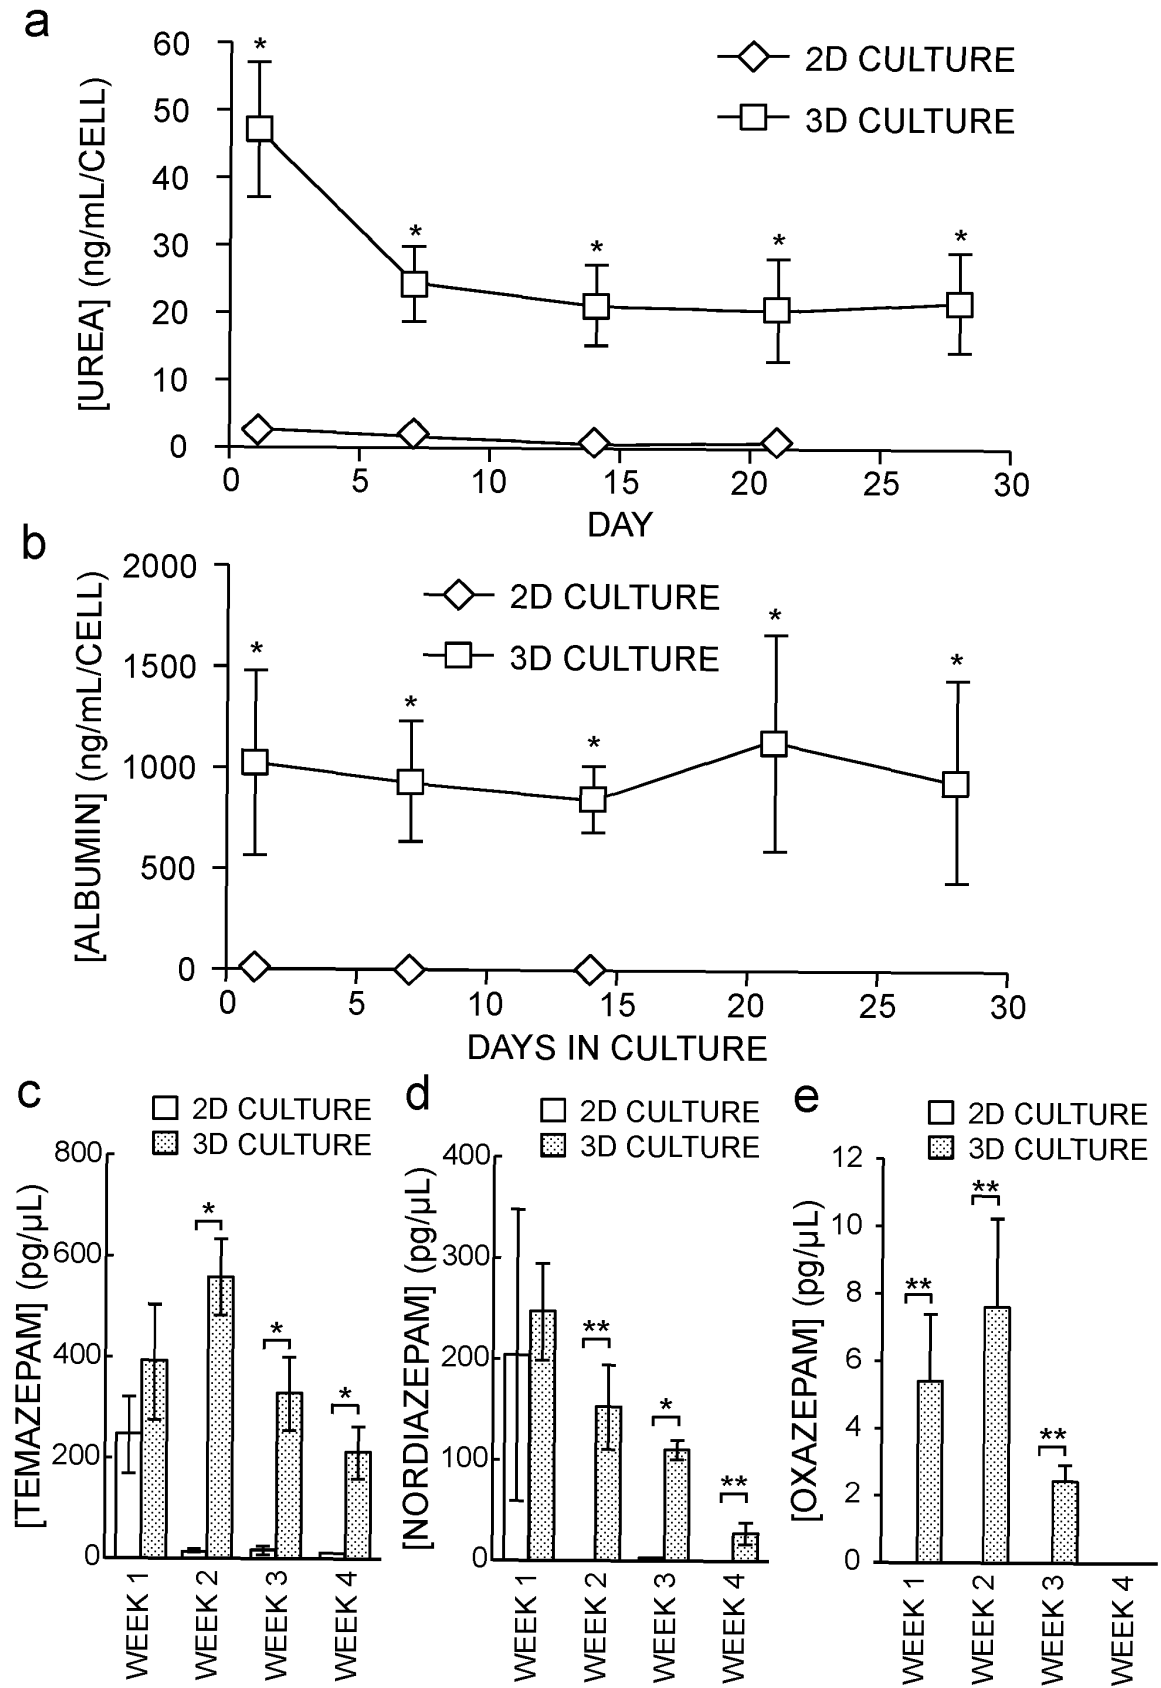 a
60
50
40
30
20
10
0
[UREA] (ng/mL/CELL)
2D CULTURE
3D CULTURE
*
*
*
*
*
0 5 10 15 20 25 30
DAY
b
2000
1500
1000
500
0
[ALBUMIN] (ng/mL/CELL)
2D CULTURE
3D CULTURE
*
*
*
*
*
0 5 10 15 20 25 30
DAYS IN CULTURE
c
2D CULTURE
3D CULTURE
800
600
400
200
0
[TEMAZEPAM] (pg/µL)
*
*
*
WEEK 1
WEEK 2
WEEK 3
WEEK 4
d
2D CULTURE
3D CULTURE
400
300
200
100
0
[NORDIAZEPAM] (pg/µL)
**
*
**
WEEK 1
WEEK 2
WEEK 3
WEEK 4
e
2D CULTURE
3D CULTURE
12
10
8
6
4
2
0
[OXAZEPAM] (pg/µL)
**
**
**
WEEK 1
WEEK 2
WEEK 3
WEEK 4